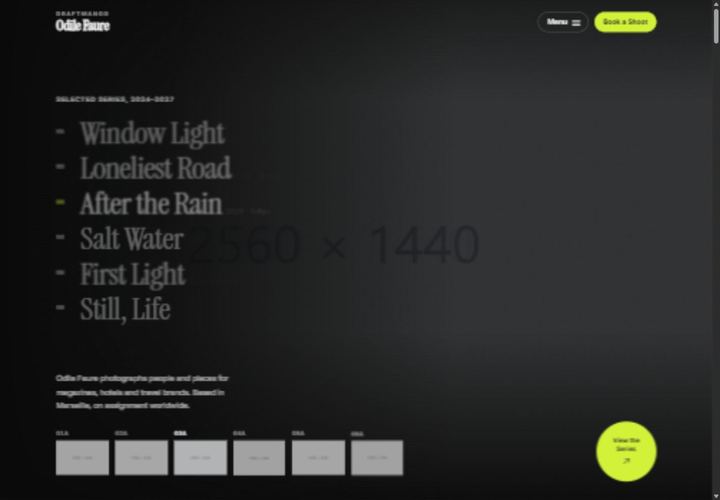 DRAFTMANGO
Odile Faure
Menu
Book a Shoot
SELECTED SERIES, 2024–2027
Window Light
Loneliest Road
After the Rain
Salt Water
First Light
Still, Life
2560 × 1440
Odile Faure photographs people and places for
magazines, hotels and travel brands. Based in
Marseille, on assignment worldwide.
01A
02A
03A
04A
05A
06A
View the
Series